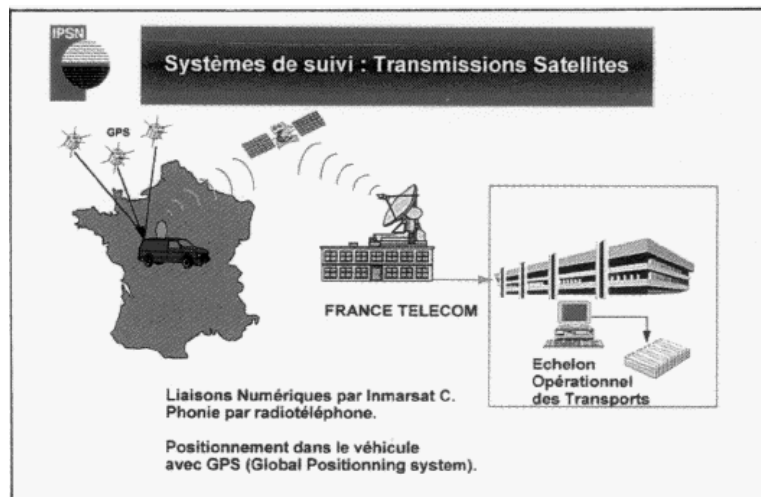 IPSN
Systèmes de suivi : Transmissions Satellites
GPS
FRANCE TELECOM
Echelon
Opérationnel
des Transports
Liaisons Numériques par Inmarsat C.
Phonie par radiotéléphone.
Positionnement dans le véhicule
avec GPS (Global Positionning system).